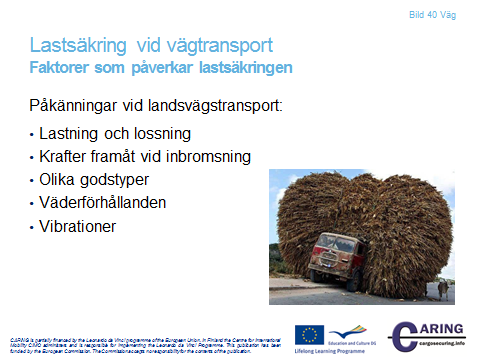 Bild 40 Väg
Lastsäkring vid vägtransport
Faktorer som påverkar lastsäkringen
Påkänningar vid landsvägstransport:
• Lastning och lossning
• Krafter framåt vid inbromsning
• Olika godstyper
• Väderförhållanden
• Vibrationer
CARING is partially financed by the Leonardo da Vinci programme of the European Union. In Finland the Centre for International
Mobility CIMO administers and is responsible for implementing the Leonardo da Vinci Programme. This publication has been
funded by the European Commission. The Commission accepts no responsibility for the contents of the publication.
Education and Culture DG
Lifelong Learning Programme
CARING
cargosecuring.info